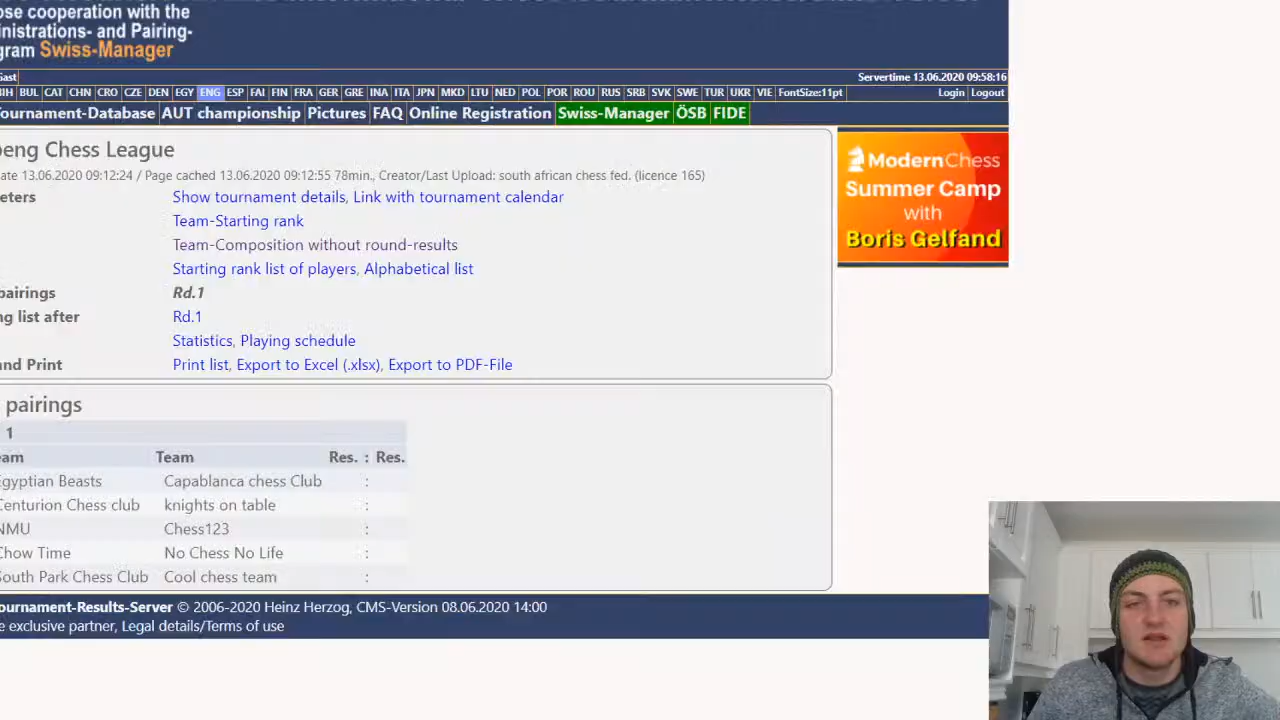 ose cooperation with the
inistrations- and Pairing-
gram Swiss-Manager
Gast
Servertime 13.06.2020 09:58:16
BIH BUL CAT CHN CRO CZE DEN EGY ENG ESP FAI FIN FRA GER GRE INA ITA JPN MKD LTU NED POL POR ROU RUS SRB SVK SWE TUR UKR VIE FontSize:11pt
Login Logout
ournament-Database AUT championship Pictures FAQ Online Registration Swiss-Manager ÖSB FIDE
beng Chess League
ate 13.06.2020 09:12:24 / Page cached 13.06.2020 10:12:55 78min., Creator/Last Upload: south african chess fed. (licence 165)
eters Show tournament details, Link with tournament calendar
Team-Starting rank
Team-Composition without round-results
Starting rank list of players, Alphabetical list
pairings Rd.1
ng list after Rd.1
Statistics, Playing schedule
and Print Print list, Export to Excel (.xlsx), Export to PDF-File
ModernChess
Summer Camp
with
Boris Gelfand
pairings
1
eam Team Res. : Res.
Egyptian Beasts Capablanca chess Club :
Centurion Chess club knights on table :
NMU Chess123 :
Chow Time No Chess No Life :
South Park Chess Club Cool chess team :
ournament-Results-Server © 2006-2020 Heinz Herzog, CMS-Version 08.06.2020 14:00
e exclusive partner, Legal details/Terms of use